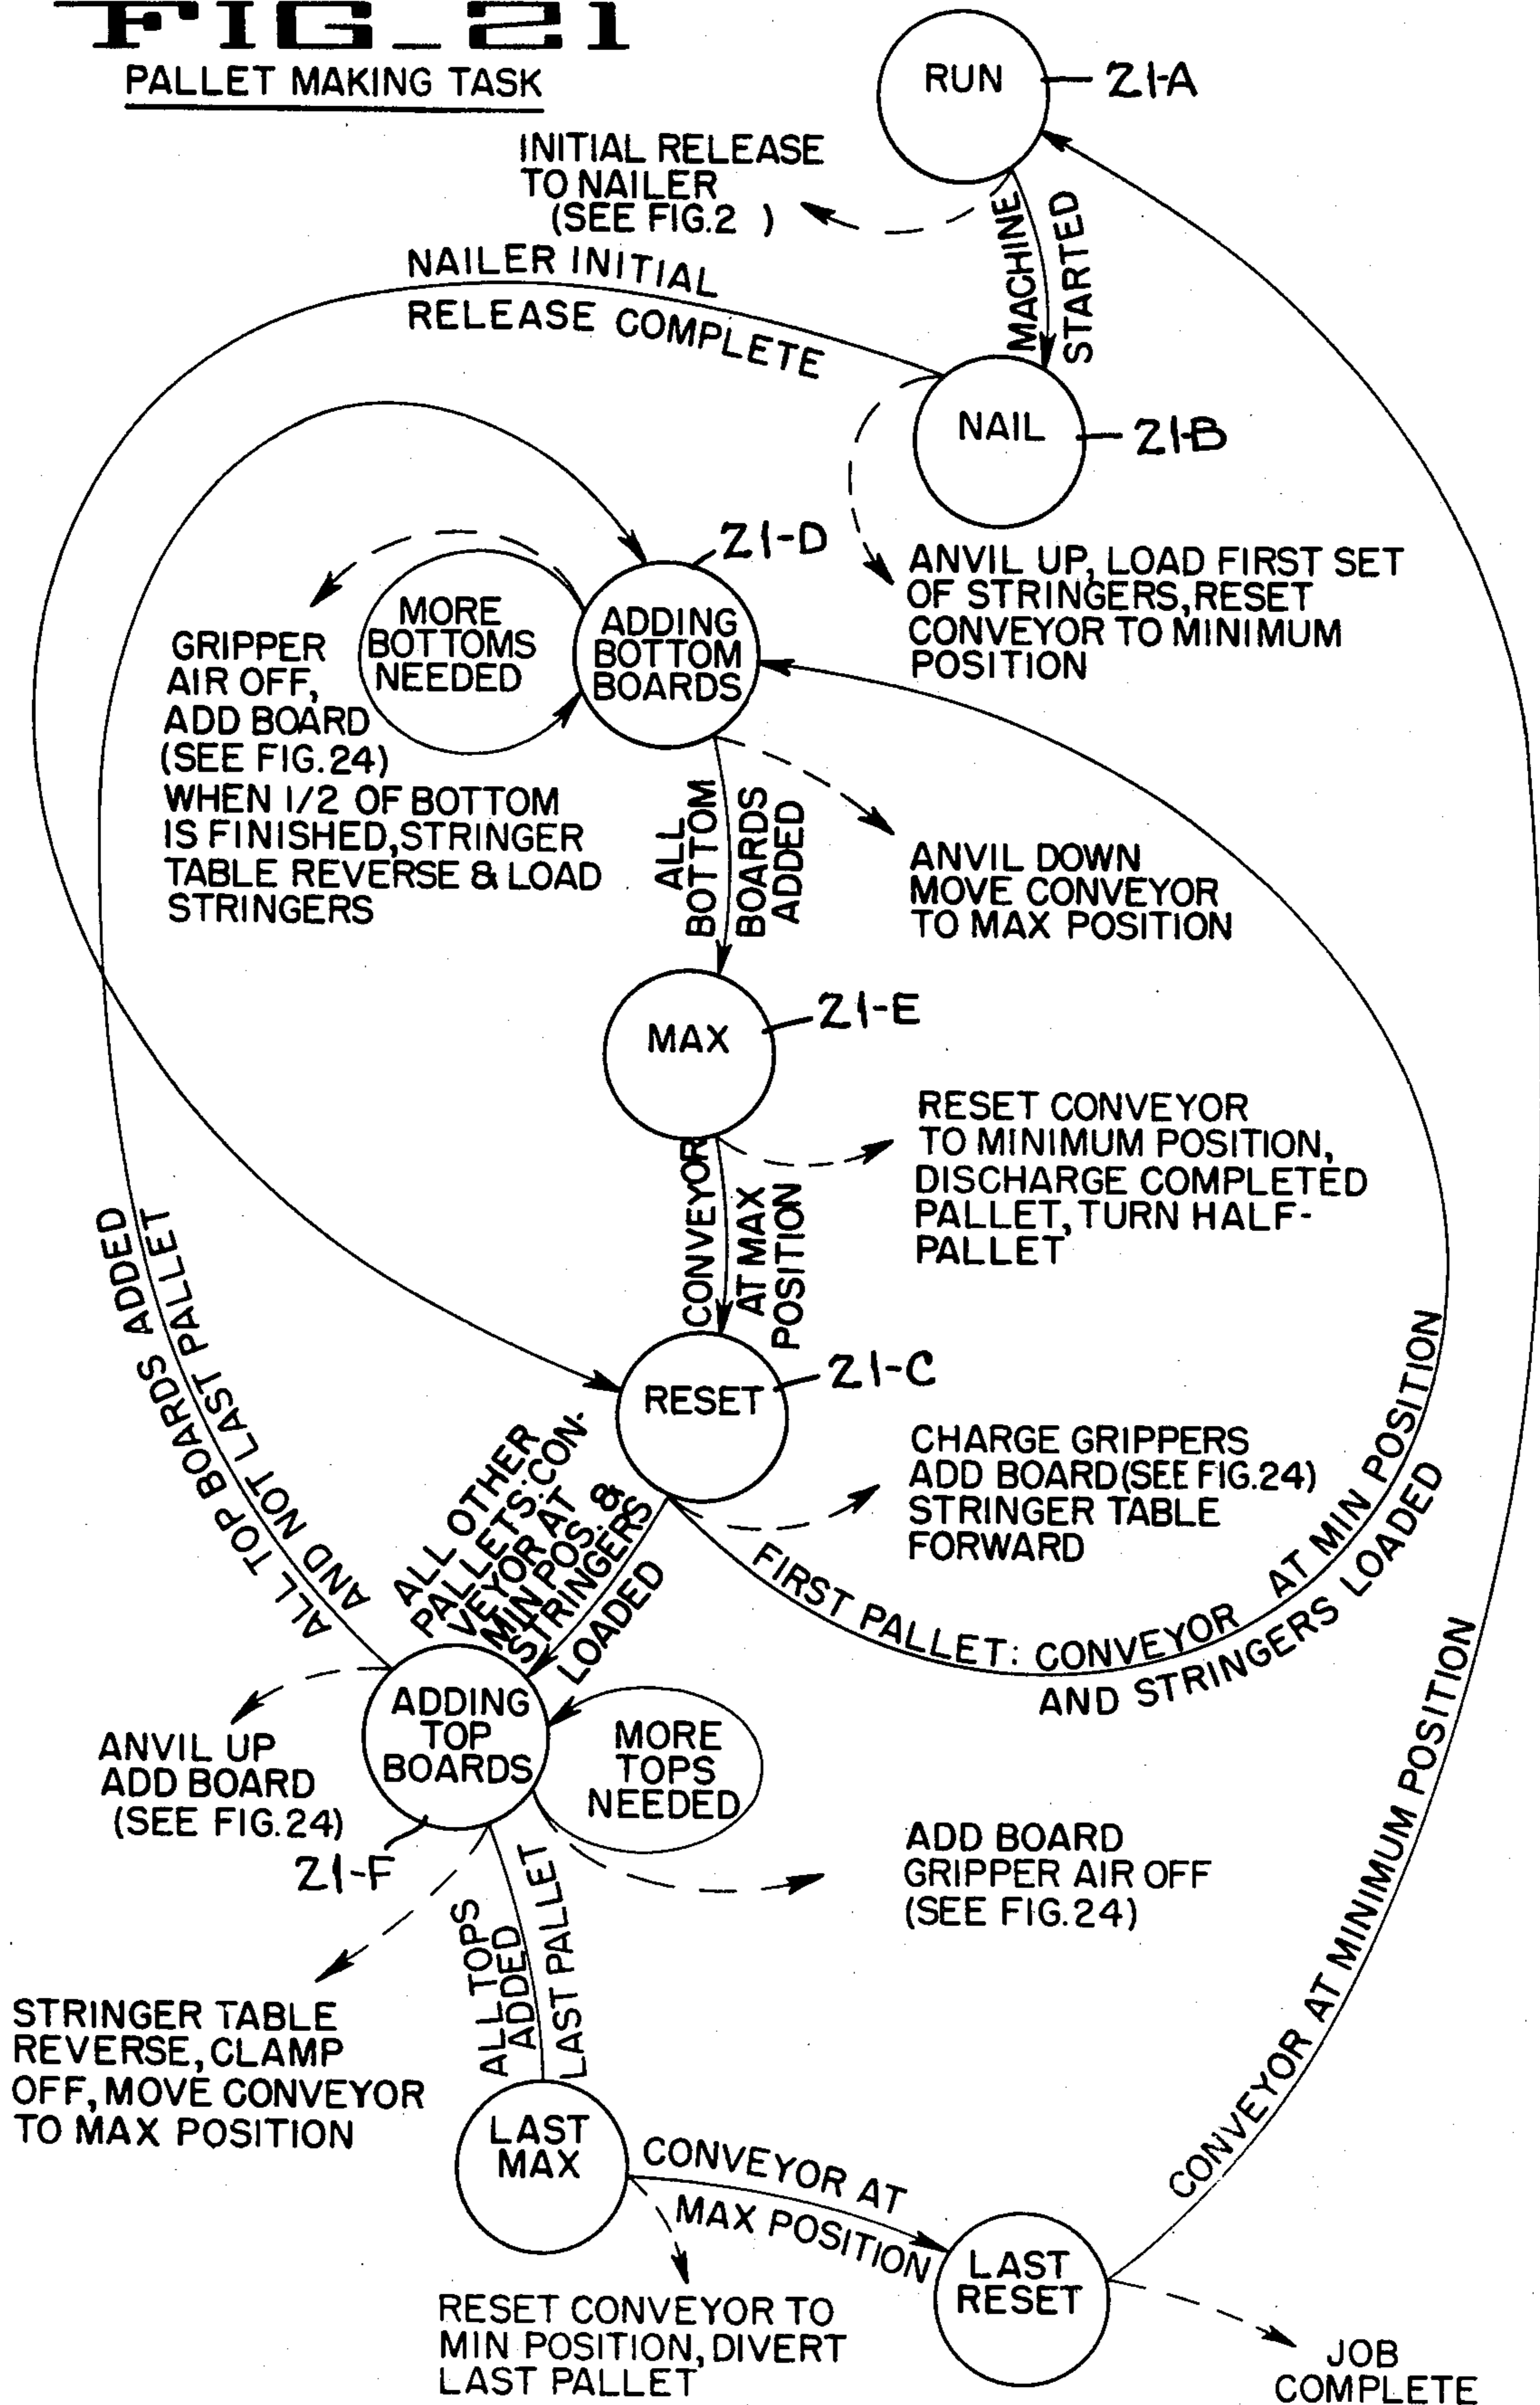 FIG_21
PALLET MAKING TASK
RUN
21-A
INITIAL RELEASE
TO NAILER
(SEE FIG.2 )
MACHINE
STARTED
NAILER INITIAL
RELEASE COMPLETE
NAIL
21-B
ANVIL UP, LOAD FIRST SET
OF STRINGERS, RESET
CONVEYOR TO MINIMUM
POSITION
21-D
ADDING
BOTTOM
BOARDS
MORE
BOTTOMS
NEEDED
GRIPPER
AIR OFF,
ADD BOARD
(SEE FIG.24)
WHEN 1/2 OF BOTTOM
IS FINISHED, STRINGER
TABLE REVERSE & LOAD
STRINGERS
ALL
BOTTOM
BOARDS
ADDED
ANVIL DOWN
MOVE CONVEYOR
TO MAX POSITION
MAX
21-E
CONVEYOR
AT MAX
POSITION
RESET CONVEYOR
TO MINIMUM POSITION,
DISCHARGE COMPLETED
PALLET, TURN HALF-
PALLET
RESET
21-C
CHARGE GRIPPERS
ADD BOARD (SEE FIG.24)
STRINGER TABLE
FORWARD
ALL OTHER
PALLETS: CON-
VEYOR AT
MIN POS. &
STRINGERS
LOADED
FIRST PALLET: CONVEYOR AT MIN POSITION
AND STRINGERS LOADED
ALL TOP BOARDS ADDED
AND NOT LAST PALLET
ADDING
TOP
BOARDS
MORE
TOPS
NEEDED
ANVIL UP
ADD BOARD
(SEE FIG.24)
21-F
ADD BOARD
GRIPPER AIR OFF
(SEE FIG.24)
ALL TOPS
ADDED
LAST PALLET
STRINGER TABLE
REVERSE, CLAMP
OFF, MOVE CONVEYOR
TO MAX POSITION
LAST
MAX
CONVEYOR AT
MAX POSITION
RESET CONVEYOR TO
MIN POSITION, DIVERT
LAST PALLET
LAST
RESET
CONVEYOR AT MINIMUM POSITION
JOB
COMPLETE